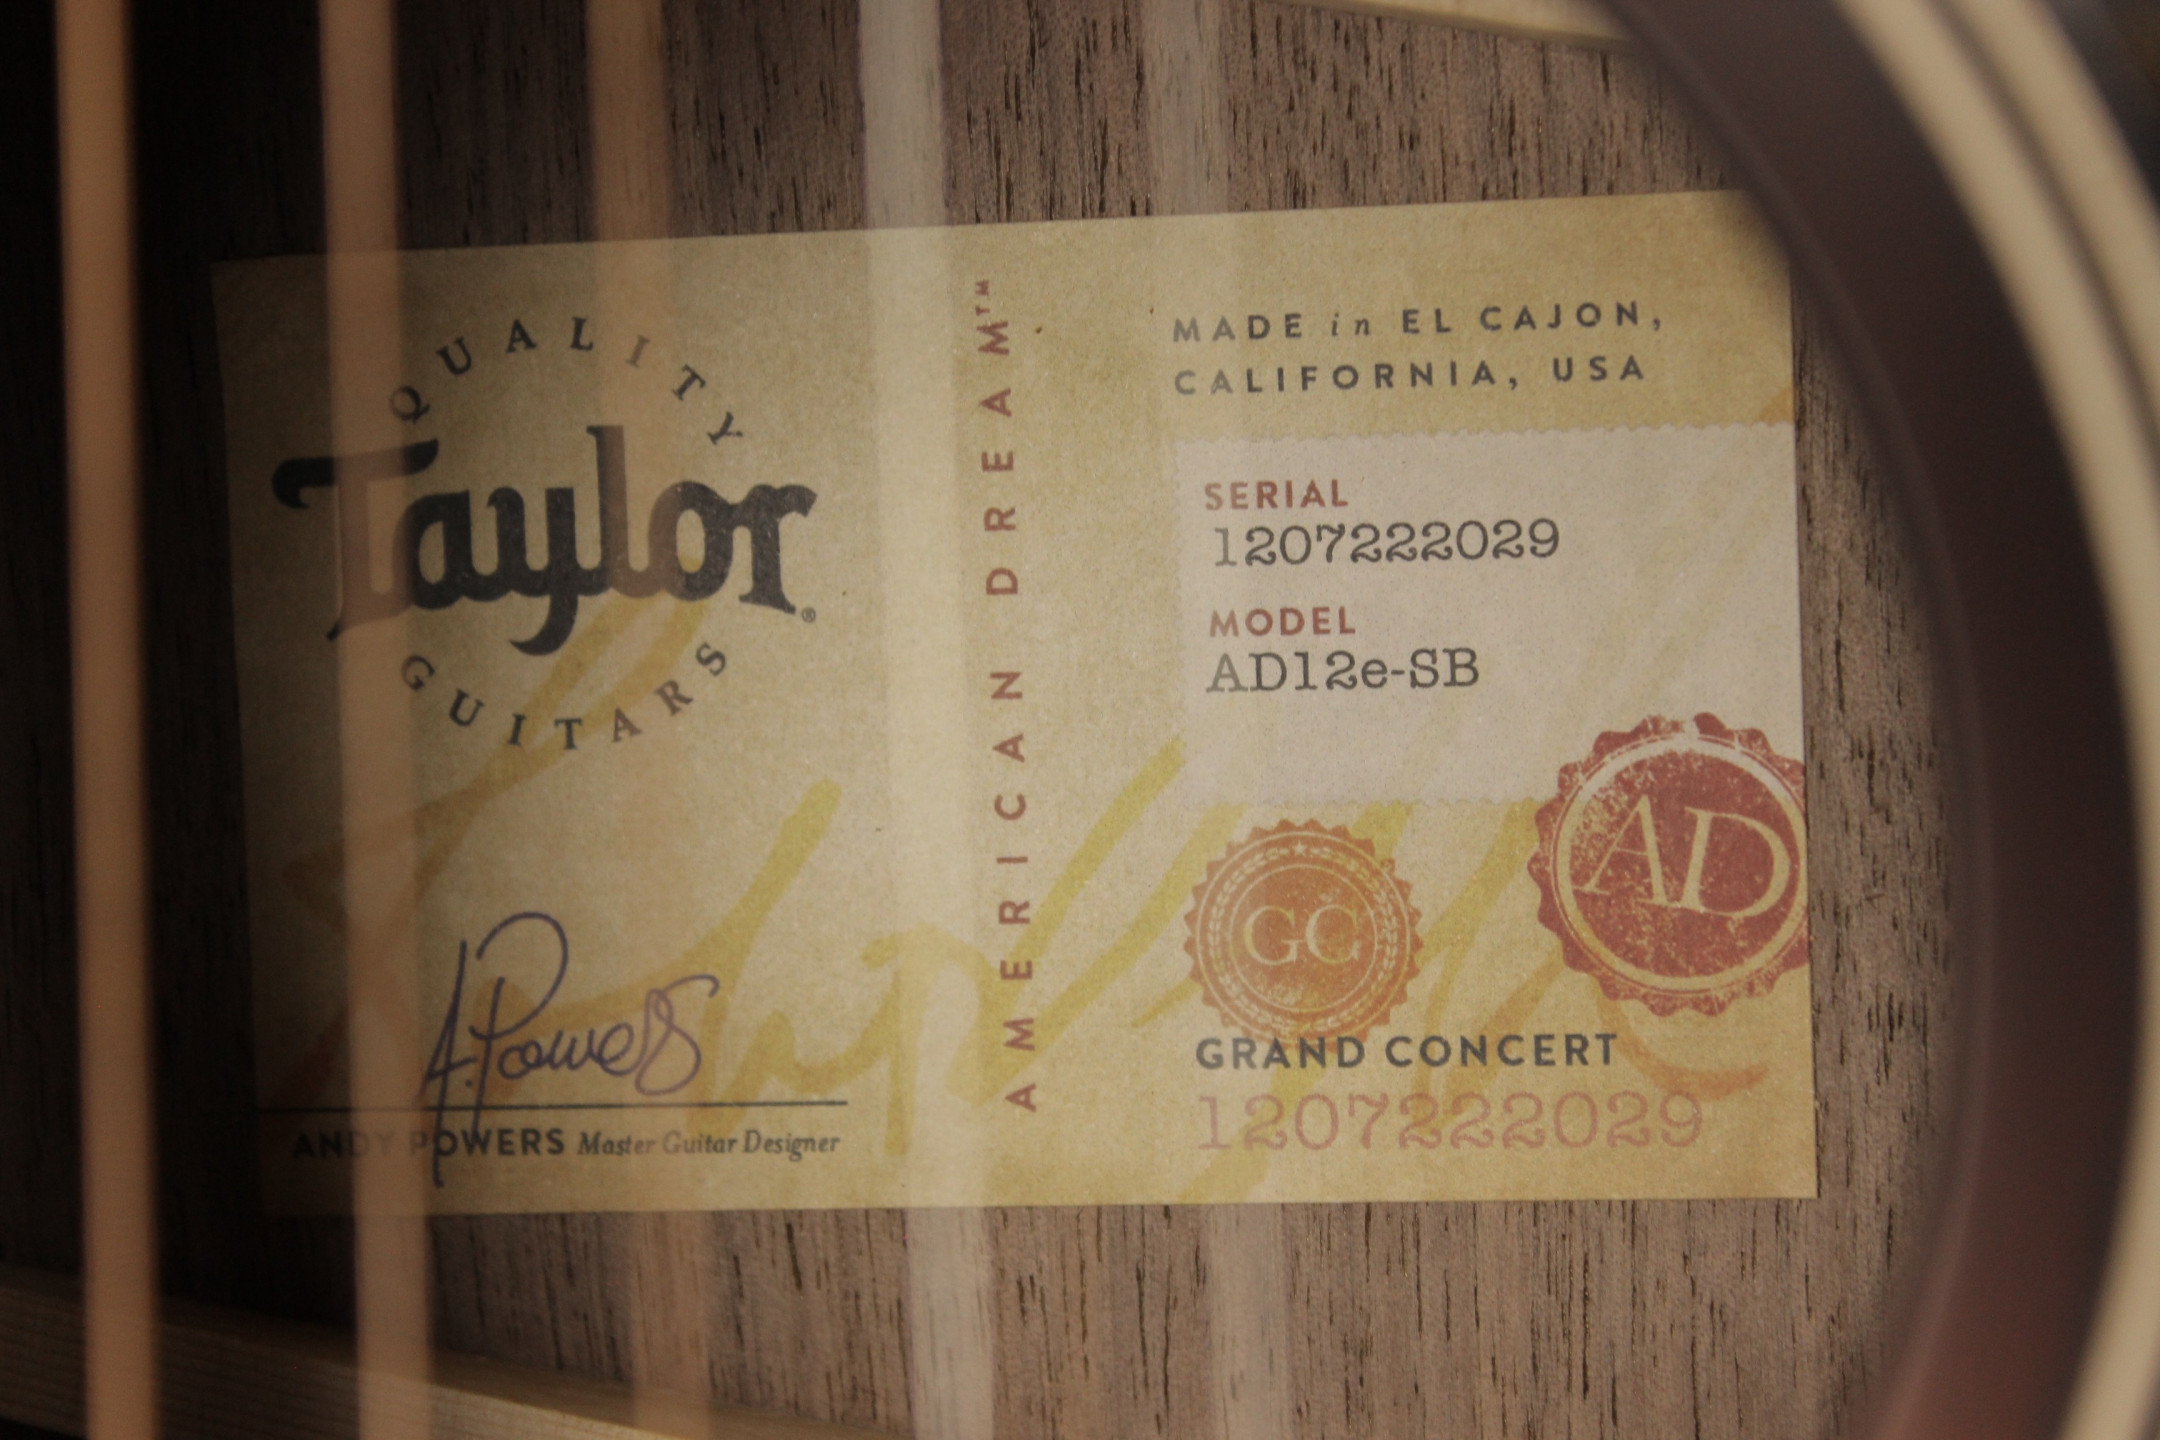 QUALITY
Taylor®
GUITARS
A.Powers
ANDY POWERS Master Guitar Designer
AMERICAN DREAM™
MADE in EL CAJON,
CALIFORNIA, USA
SERIAL
1207222029
MODEL
AD12e-SB
AD
GC
GRAND CONCERT
1207222029